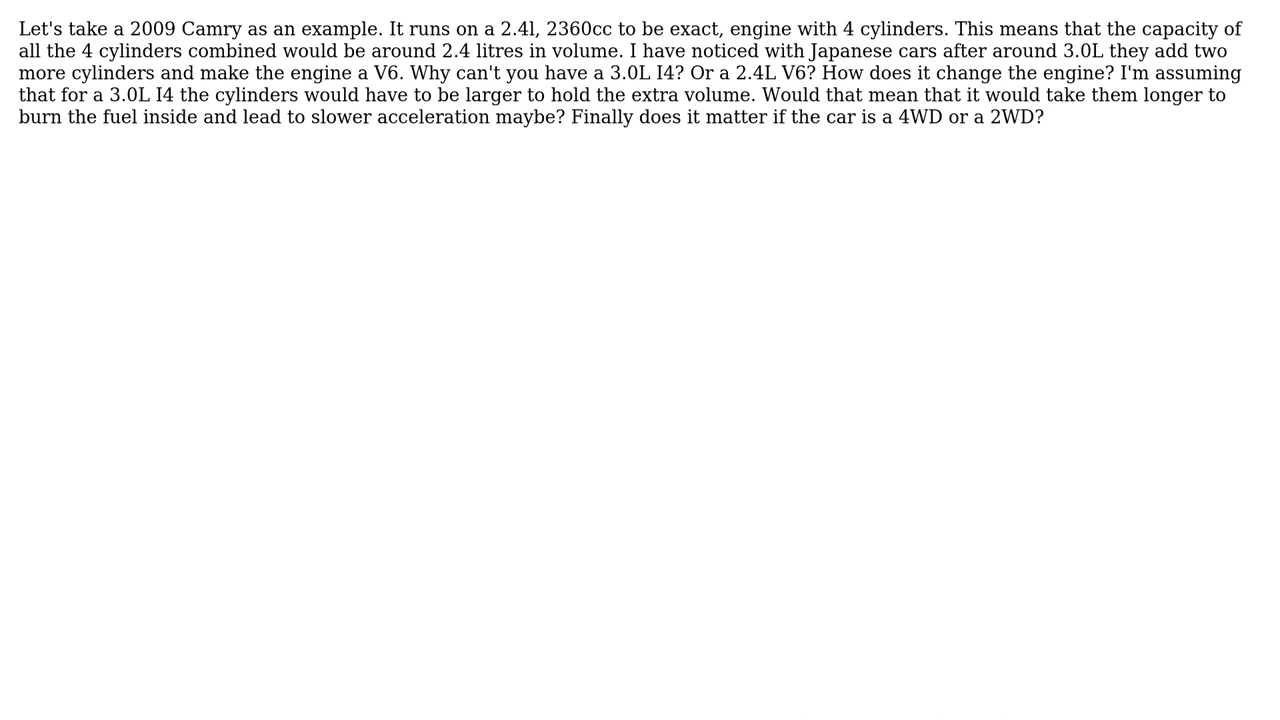 Let's take a 2009 Camry as an example. It runs on a 2.4l, 2360cc to be exact, engine with 4 cylinders. This means that the capacity of
all the 4 cylinders combined would be around 2.4 litres in volume. I have noticed with Japanese cars after around 3.0L they add two
more cylinders and make the engine a V6. Why can't you have a 3.0L I4? Or a 2.4L V6? How does it change the engine? I'm assuming
that for a 3.0L I4 the cylinders would have to be larger to hold the extra volume. Would that mean that it would take them longer to
burn the fuel inside and lead to slower acceleration maybe? Finally does it matter if the car is a 4WD or a 2WD?